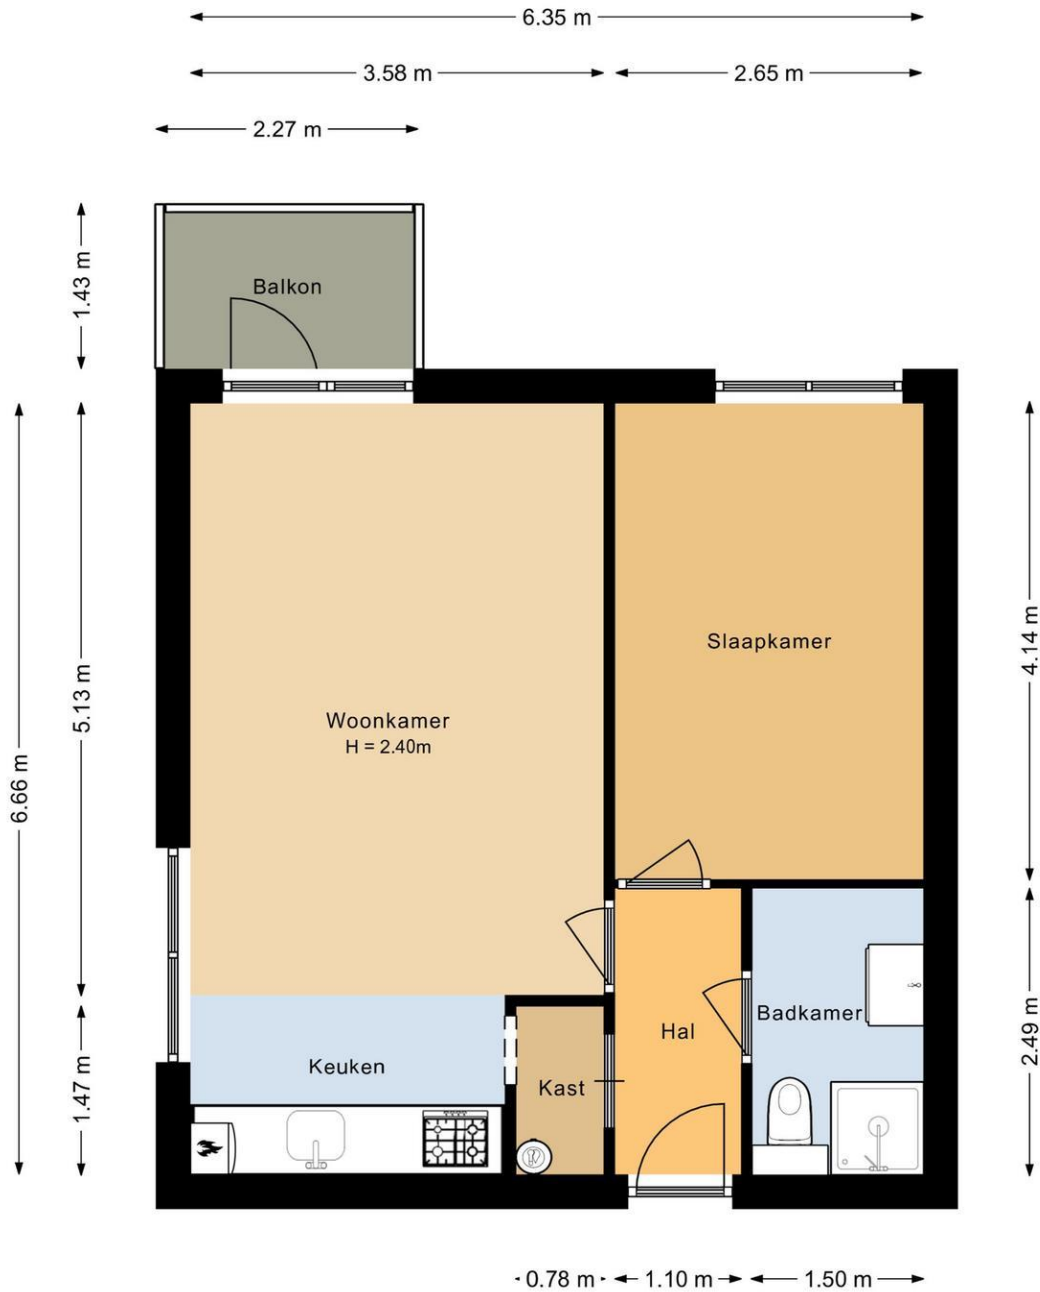 6.35 m
3.58 m
2.65 m
2.27 m
1.43 m
Balkon
6.66 m
5.13 m
4.14 m
Slaapkamer
Woonkamer
H = 2.40m
1.47 m
Keuken
Kast
Hal
Badkamer
2.49 m
0.78 m
1.10 m
1.50 m